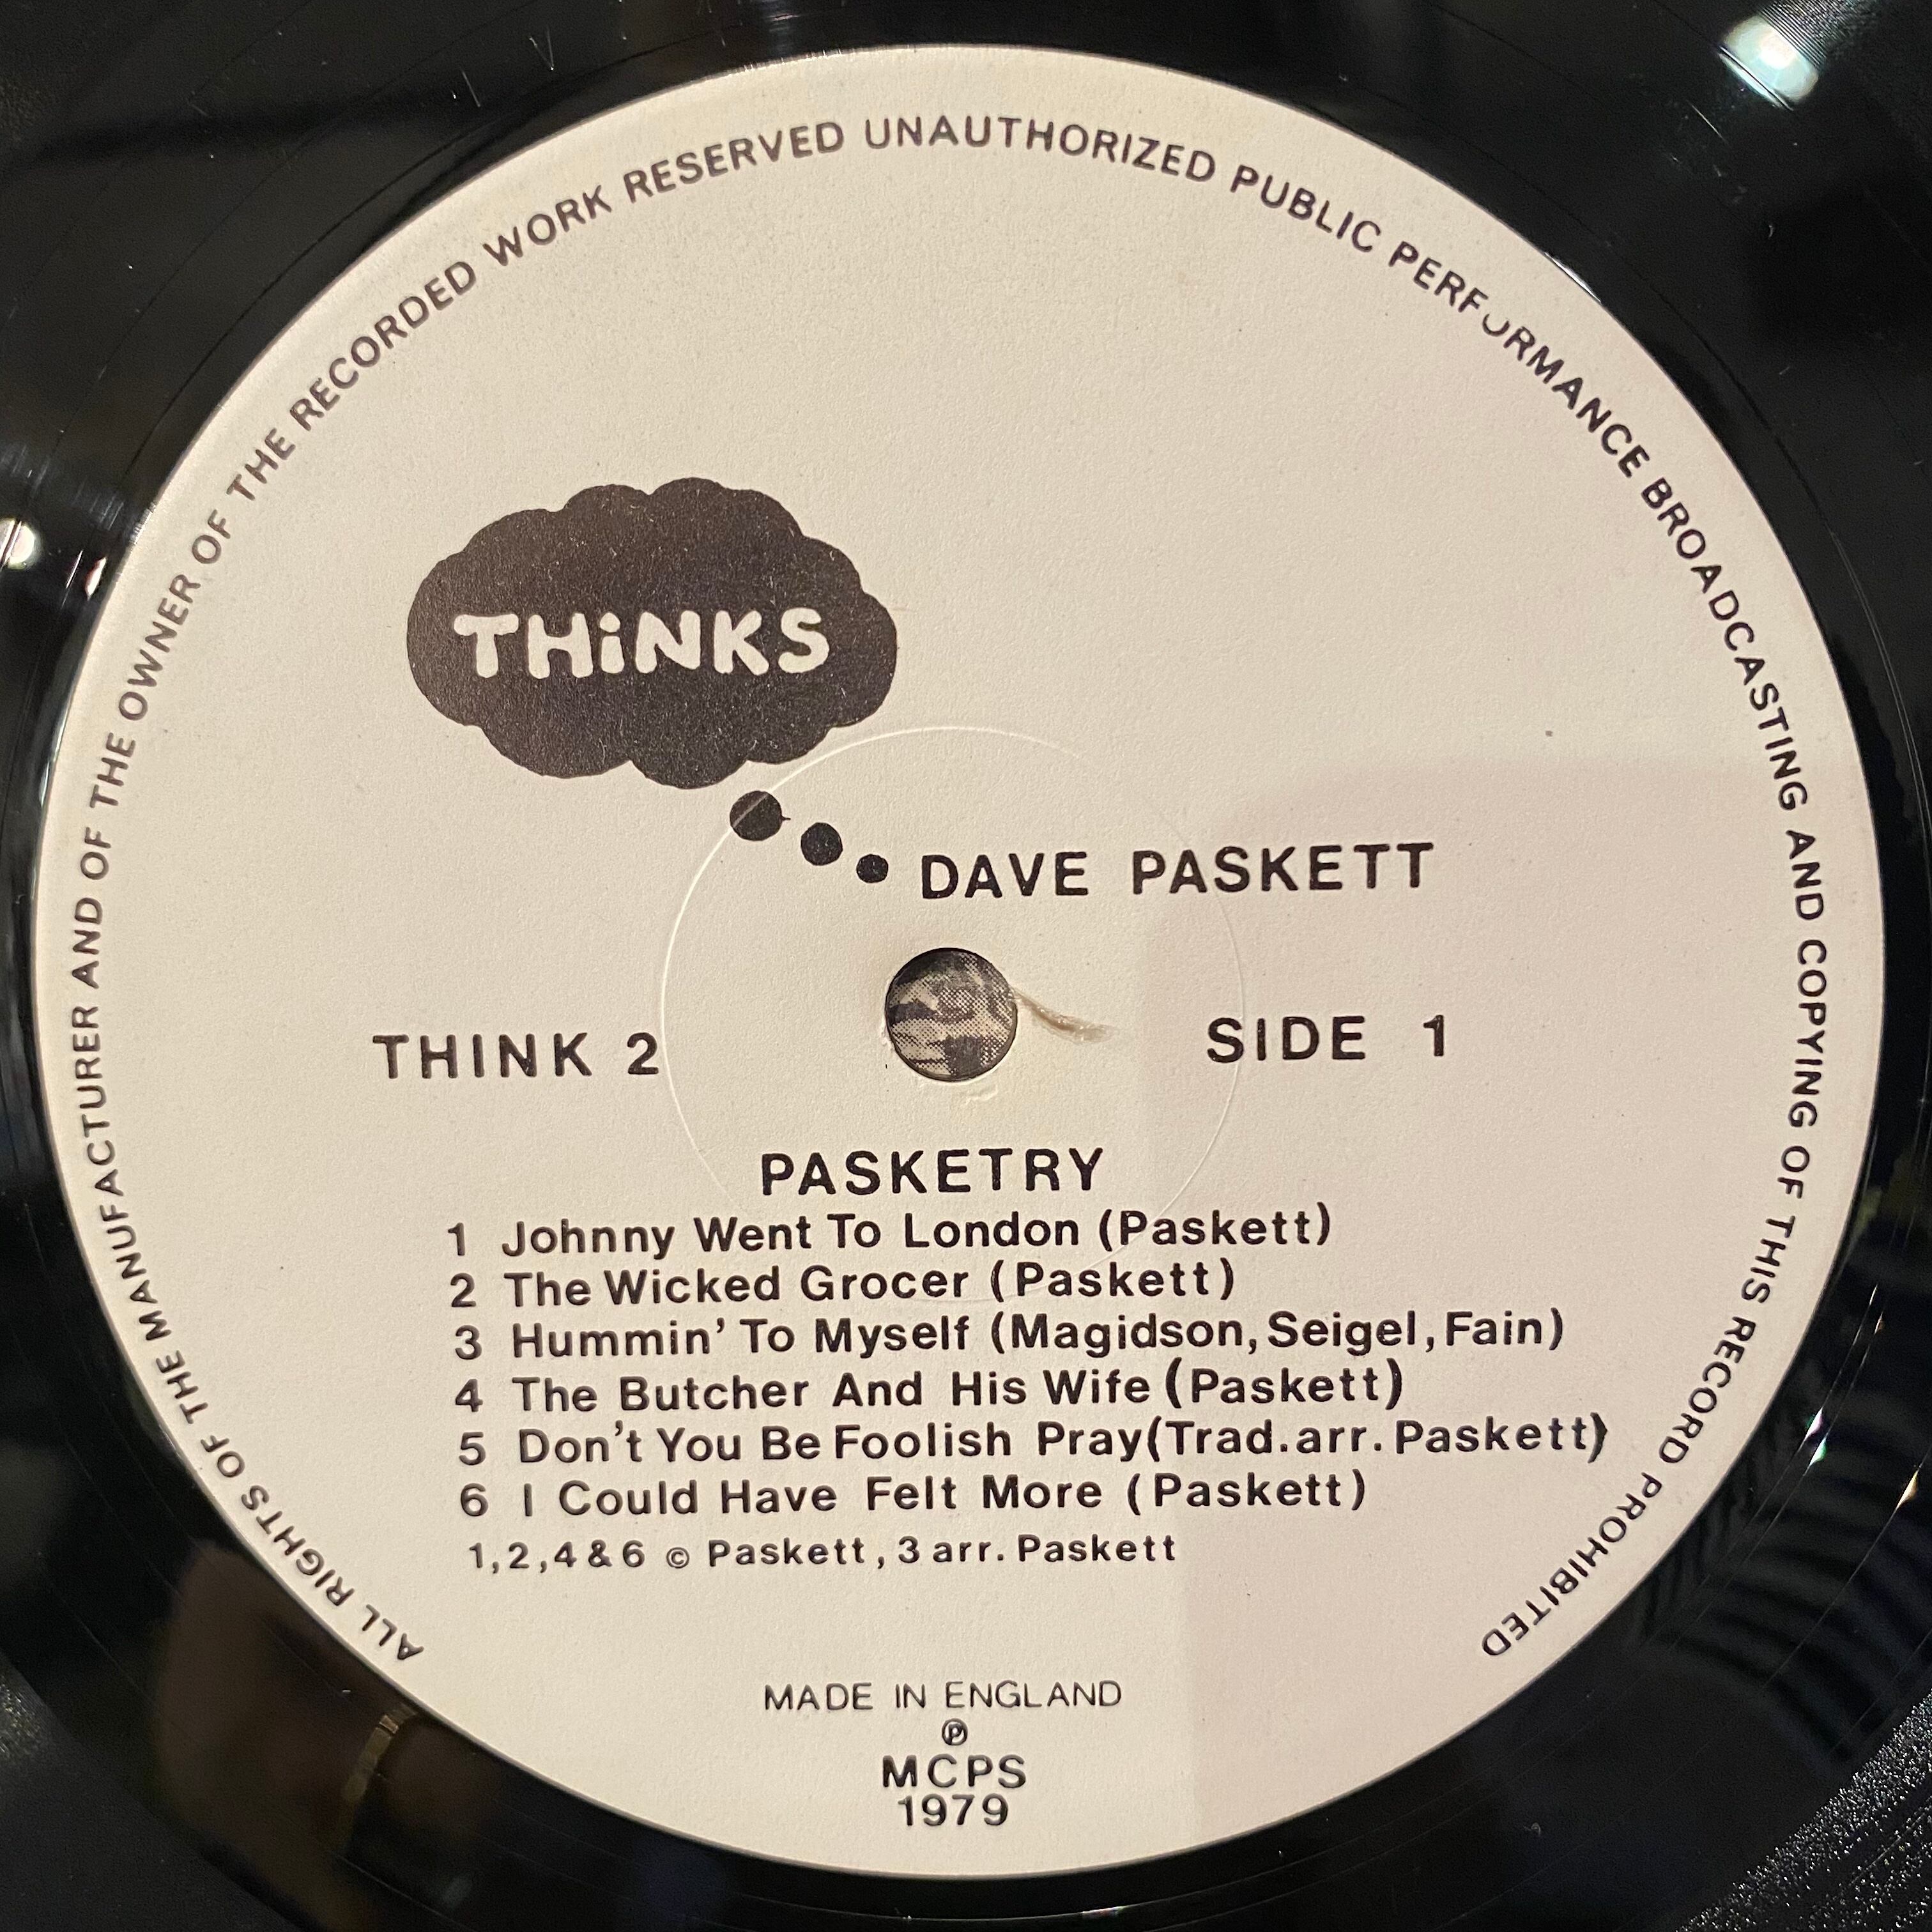 ALL RIGHTS OF THE MANUFACTURER AND OF THE OWNER OF THE RECORDED WORK RESERVED UNAUTHORIZED PUBLIC PERFORMANCE BROADCASTING AND COPYING OF THIS RECORD PROHIBITED
THiNKS
DAVE PASKETT
THINK 2
SIDE 1
PASKETRY
1 Johnny Went To London (Paskett)
2 The Wicked Grocer (Paskett)
3 Hummin' To Myself (Magidson, Seigel, Fain)
4 The Butcher And His Wife (Paskett)
5 Don't You Be Foolish Pray(Trad.arr. Paskett)
6 I Could Have Felt More (Paskett)
1,2,4 & 6 © Paskett, 3 arr. Paskett
MADE IN ENGLAND
℗
MCPS
1979